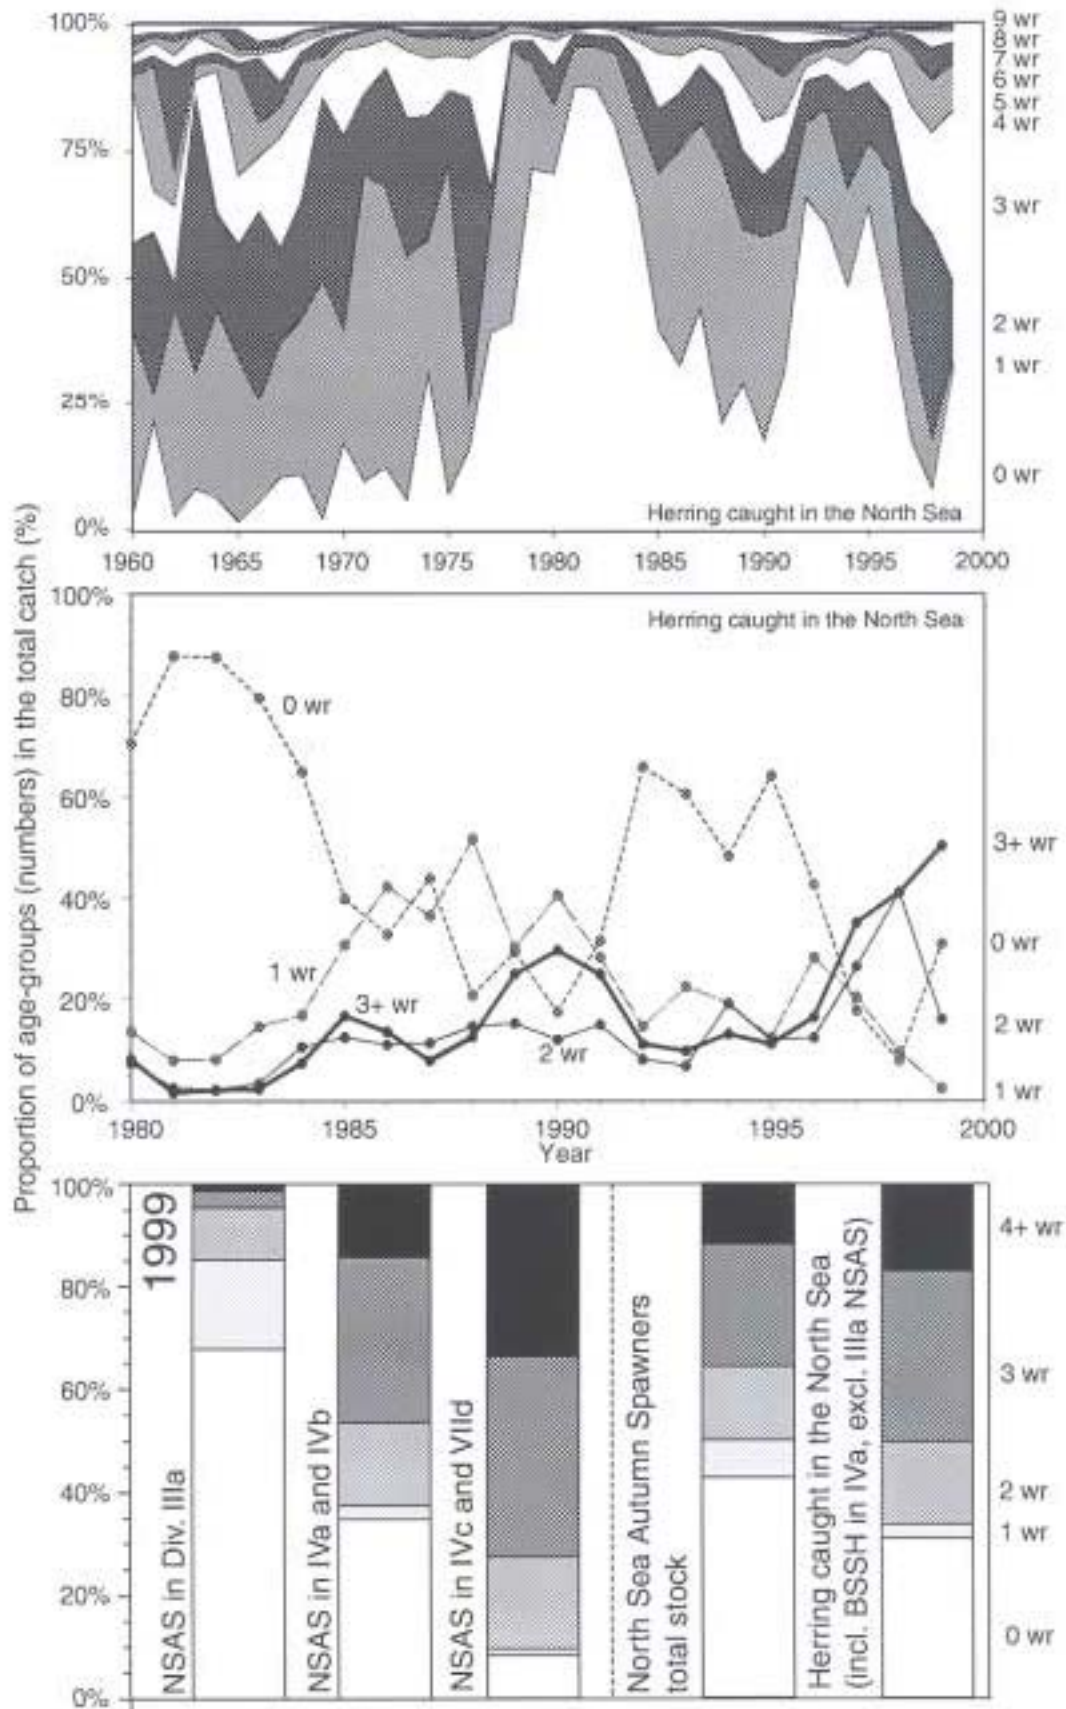 Proportion of age-groups (numbers) in the total catch (%)
100%
75%
50%
25%
0%
9 wr
8 wr
7 wr
6 wr
5 wr
4 wr
3 wr
2 wr
1 wr
0 wr
Herring caught in the North Sea
1960 1965 1970 1975 1980 1985 1990 1995 2000
100%
80%
60%
40%
20%
0%
Herring caught in the North Sea
0 wr
1 wr
3+ wr
2 wr
3+ wr
0 wr
2 wr
1 wr
1980 1985 1990 1995 2000
Year
100%
80%
60%
40%
20%
0%
1999
NSAS in Div. IIIa
NSAS in IVa and IVb
NSAS in IVc and VIId
North Sea Autumn Spawners
total stock
Herring caught in the North Sea
(incl. BSSH in IVa, excl. IIIa NSAS)
4+ wr
3 wr
2 wr
1 wr
0 wr